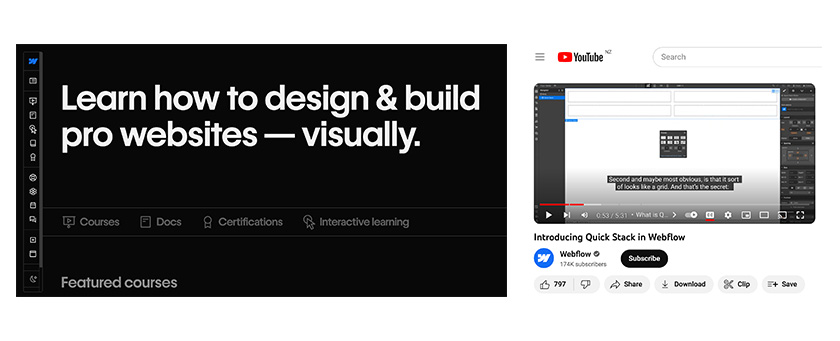 Learn how to design & build
pro websites — visually.
Courses
Docs
Certifications
Interactive learning
Featured courses
YouTube NZ
Search
Second and maybe most obvious, is that it sort
of looks like a grid. And that's the secret:
0:53 / 5:31 • What is Q...
Introducing Quick Stack in Webflow
Webflow
174K subscribers
Subscribe
797
Share
Download
Clip
Save